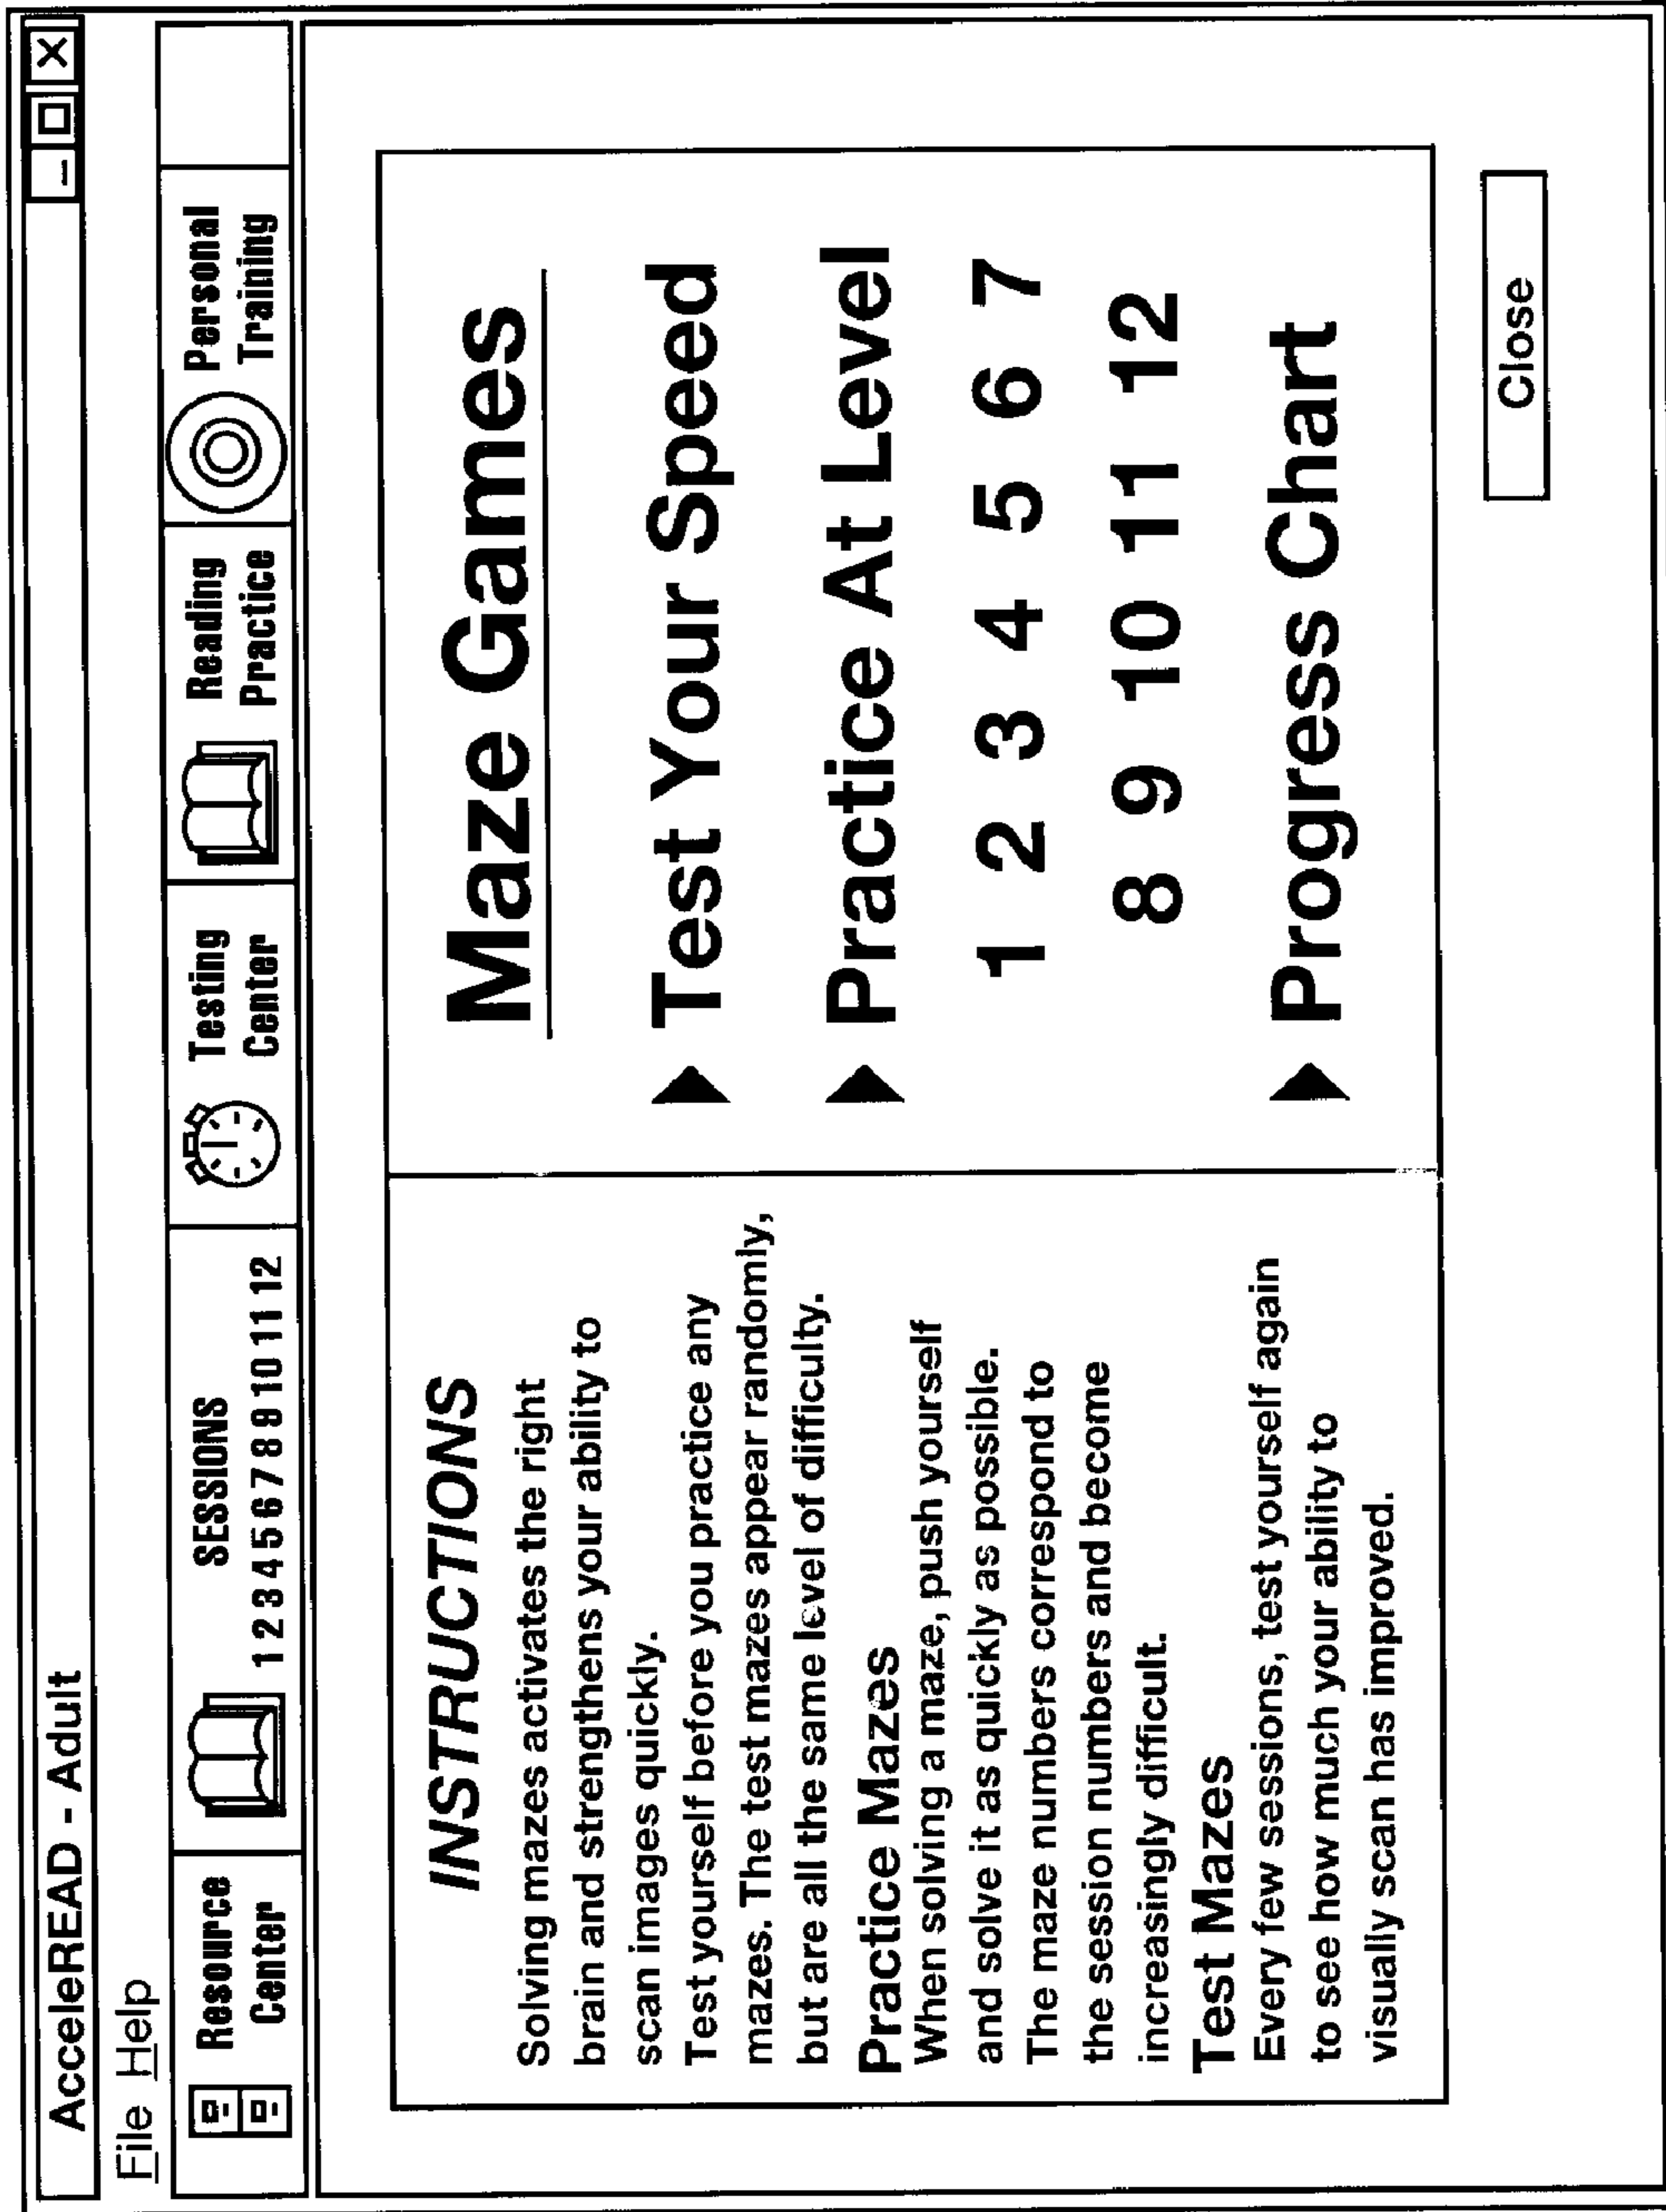 AcceleREAD - Adult
File Help
Resource
Center
SESSIONS
1 2 3 4 5 6 7 8 9 10 11 12
Testing
Center
Reading
Practice
Personal
Training
INSTRUCTIONS
Solving mazes activates the right
brain and strengthens your ability to
scan images quickly.
Test yourself before you practice any
mazes. The test mazes appear randomly,
but are all the same level of difficulty.
Practice Mazes
When solving a maze, push yourself
and solve it as quickly as possible.
The maze numbers correspond to
the session numbers and become
increasingly difficult.
Test Mazes
Every few sessions, test yourself again
to see how much your ability to
visually scan has improved.
Maze Games
Test Your Speed
Practice At Level
1 2 3 4 5 6 7
8 9 10 11 12
Progress Chart
Close